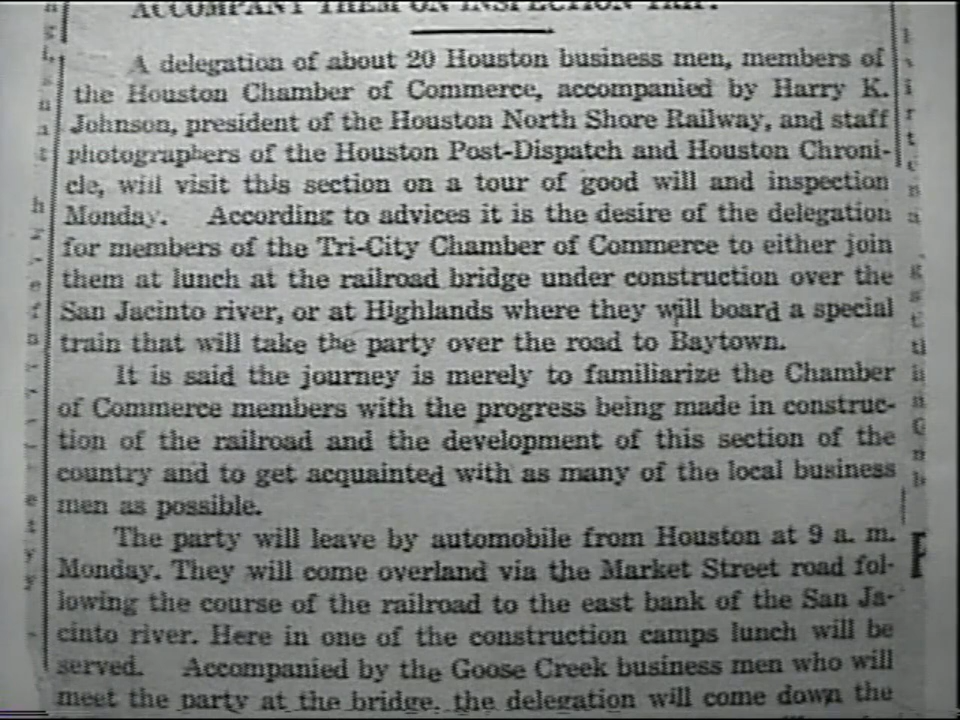 ACCOMPANY THEM ON INSPECTION TRIP.
A delegation of about 20 Houston business men, members of
the Houston Chamber of Commerce, accompanied by Harry K.
Johnson, president of the Houston North Shore Railway, and staff
photographers of the Houston Post-Dispatch and Houston Chroni-
cle, will visit this section on a tour of good will and inspection
Monday. According to advices it is the desire of the delegation
for members of the Tri-City Chamber of Commerce to either join
them at lunch at the railroad bridge under construction over the
San Jacinto river, or at Highlands where they will board a special
train that will take the party over the road to Baytown.
It is said the journey is merely to familiarize the Chamber
of Commerce members with the progress being made in construc-
tion of the railroad and the development of this section of the
country and to get acquainted with as many of the local business
men as possible.
The party will leave by automobile from Houston at 9 a. m.
Monday. They will come overland via the Market Street road fol-
lowing the course of the railroad to the east bank of the San Ja-
cinto river. Here in one of the construction camps lunch will be
served. Accompanied by the Goose Creek business men who will
meet the party at the bridge, the delegation will come down the